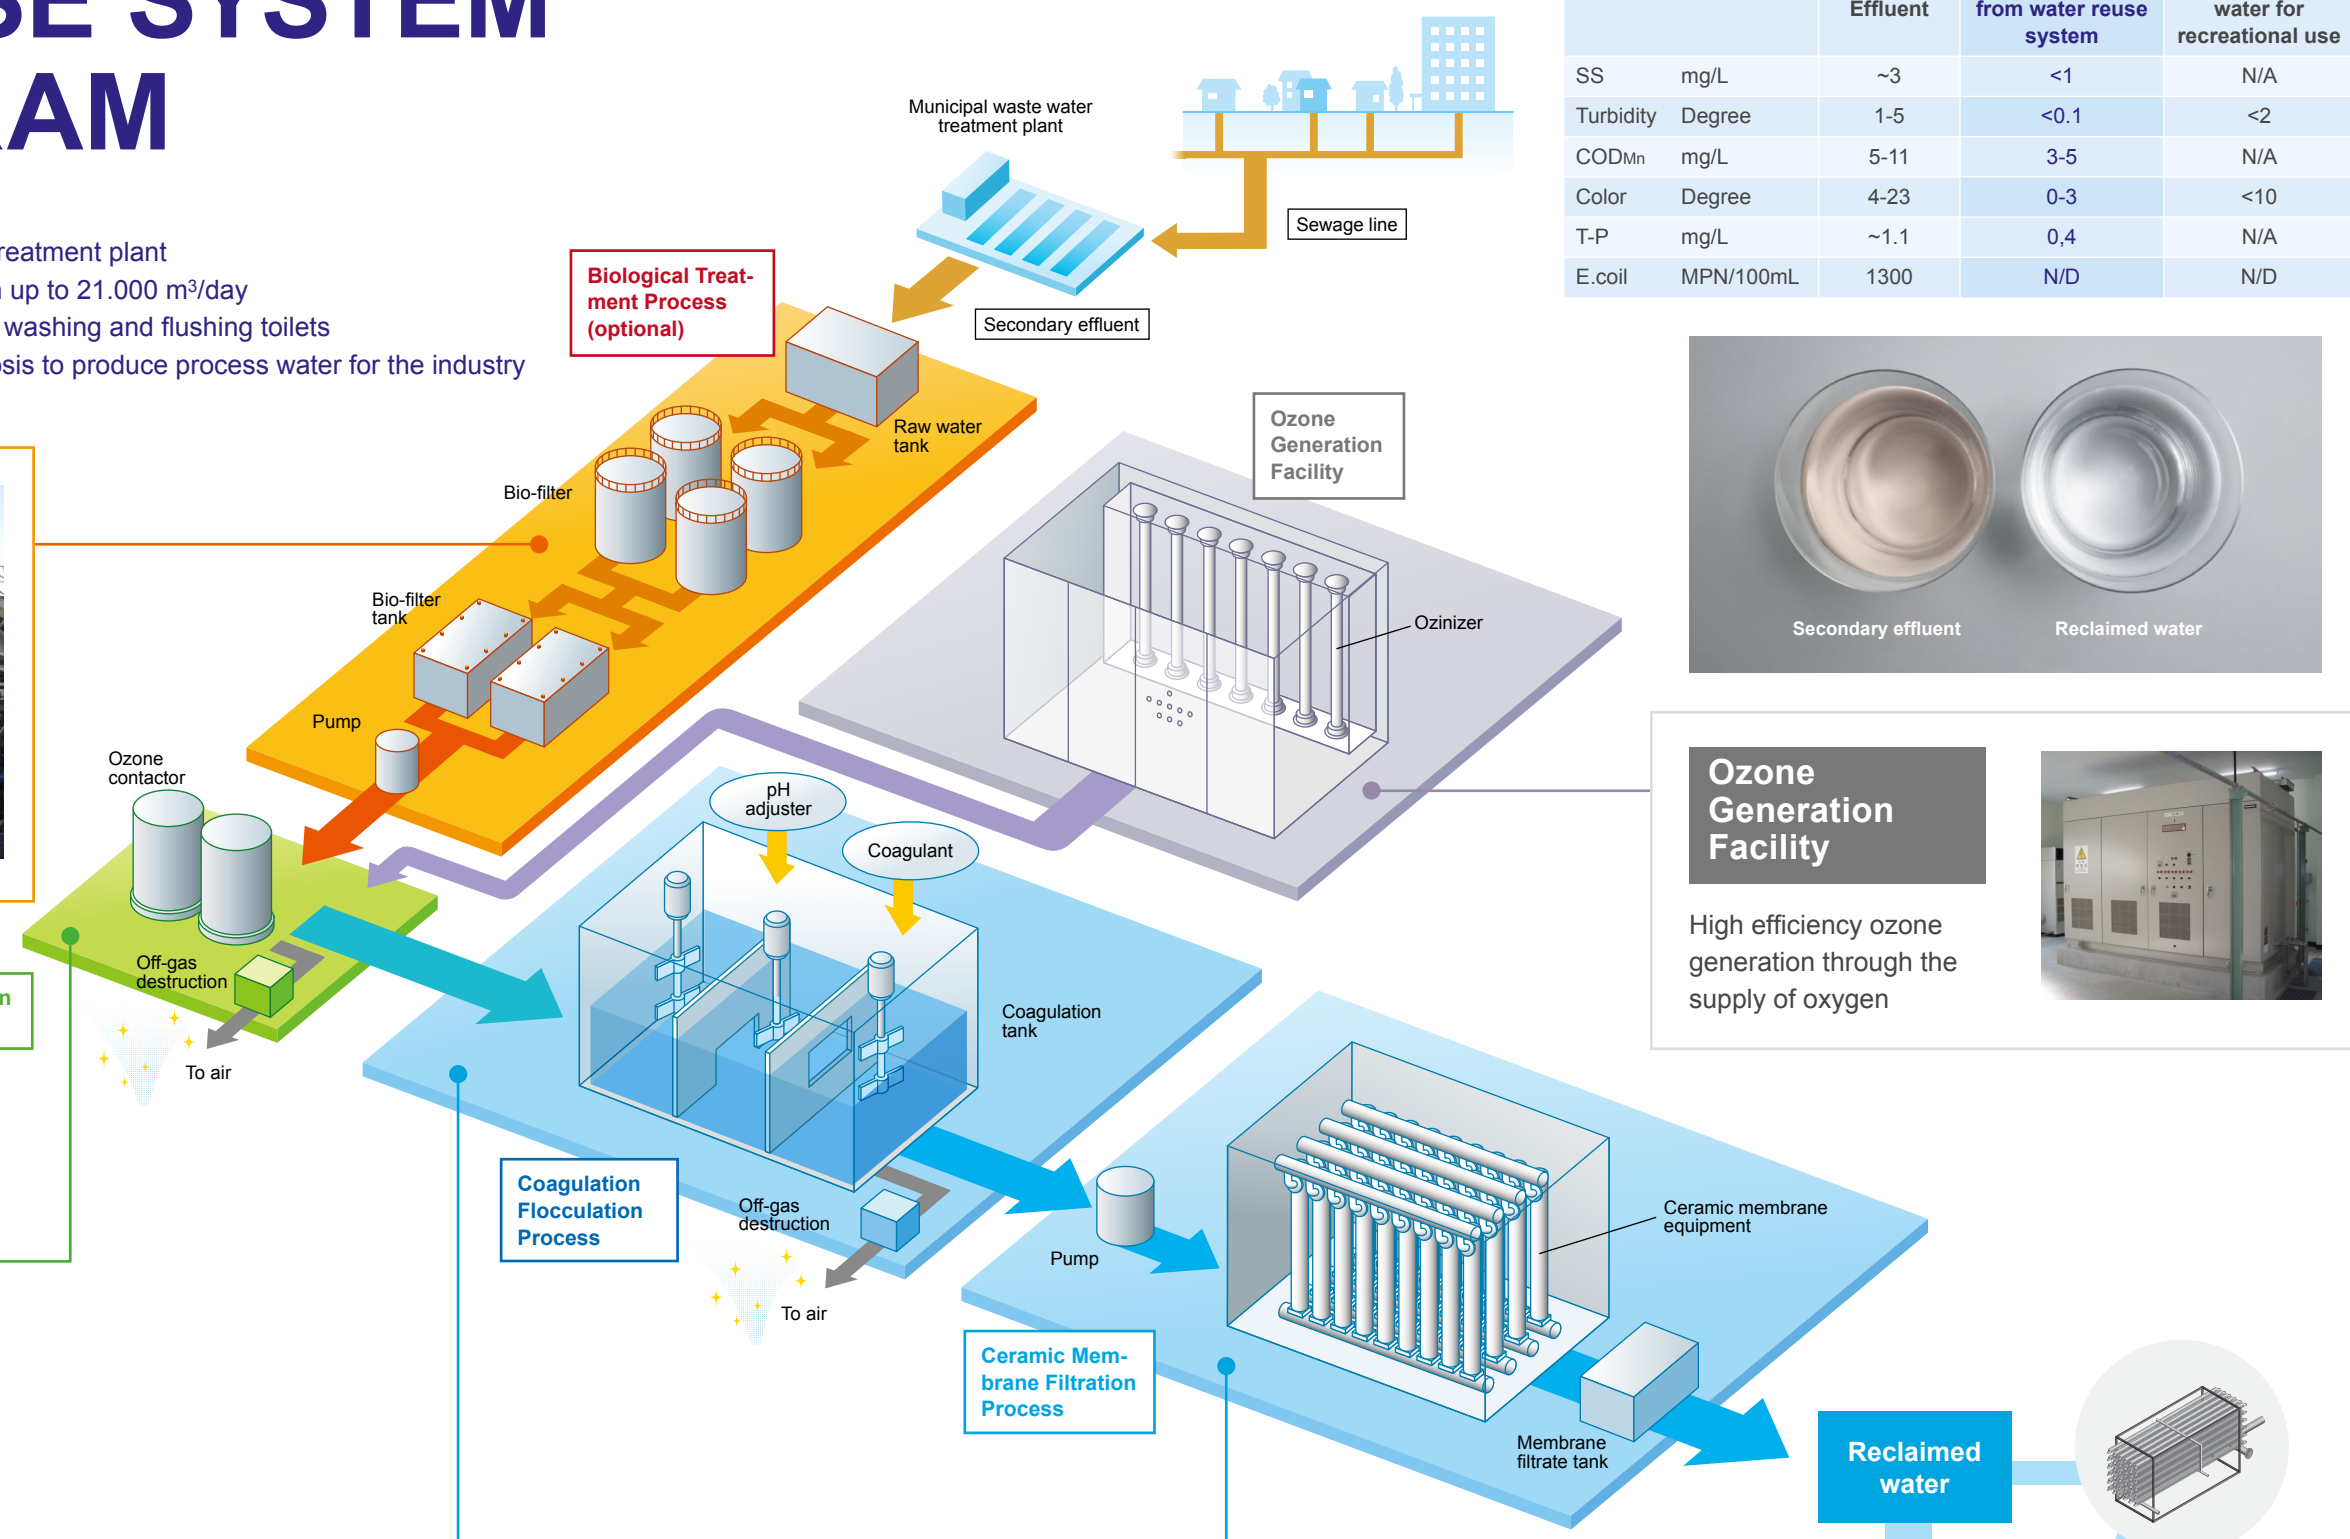 SE SYSTEM
RAM
reatment plant
up to 21.000 m³/day
washing and flushing toilets
osis to produce process water for the industry
Effluent
from water reuse
system
water for
recreational use
SS mg/L ~3 <1 N/A
Turbidity Degree 1-5 <0.1 <2
CODMn mg/L 5-11 3-5 N/A
Color Degree 4-23 0-3 <10
T-P mg/L ~1.1 0,4 N/A
E.coil MPN/100mL 1300 N/D N/D
Municipal waste water
treatment plant
Sewage line
Secondary effluent
Biological Treat-
ment Process
(optional)
Raw water
tank
Bio-filter
Bio-filter
tank
Pump
Ozone
Generation
Facility
Ozinizer
Secondary effluent
Reclaimed water
Ozone
Generation
Facility
High efficiency ozone
generation through the
supply of oxygen
Ozone
contactor
Off-gas
destruction
To air
n
pH
adjuster
Coagulant
Coagulation
tank
Coagulation
Flocculation
Process
Off-gas
destruction
To air
Pump
Ceramic membrane
equipment
Ceramic Mem-
brane Filtration
Process
Membrane
filtrate tank
Reclaimed
water